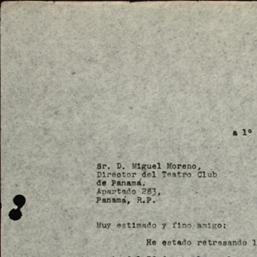 a 1º
Sr. D. Miguel Moreno,
Director del Teatro Club
de Panamá,
Apartado 283,
Panamá, R.P.
Muy estimado y fino amigo:
He estado retrasando l